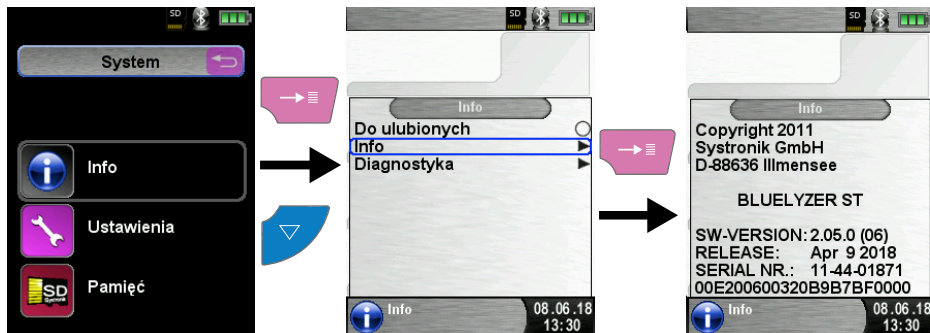 SD
System
Info
Ustawienia
SD
Systronik
Pamięć
SD
Info
Do ulubionych
Info
Diagnostyka
Info
08.06.18
13:30
SD
Info
Copyright 2011
Systronik GmbH
D-88636 Illmensee
BLUELYZER ST
SW-VERSION: 2.05.0 (06)
RELEASE: Apr 9 2018
SERIAL NR.: 11-44-01871
00E200600320B9B7BF0000
Info
08.06.18
13:30